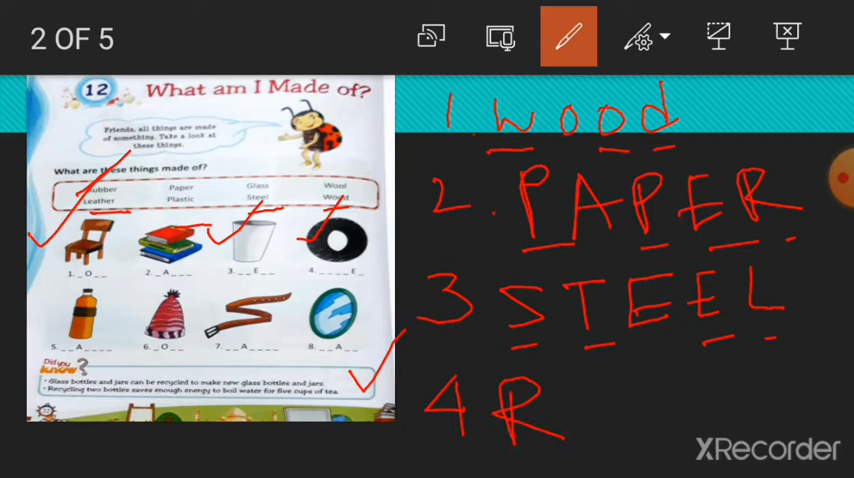 2 OF 5
12 What am I Made of?
Friends, all things are made
of something. Take a look at
these things.
What are these things made of?
Rubber Paper Glass Wool
Leather Plastic Steel Wood
1. _ O _ _ 2. _ A _ _ _ 3. _ _ E _ _ 4. _ _ _ _ E _
5. _ _ A _ _ _ _ 6. _ O _ _ 7. _ _ A _ _ _ _ 8. _ _ A _ _
Did you
know?
• Glass bottles and jars can be recycled to make new glass bottles and jars.
• Recycling two bottles saves enough energy to boil water for five cups of tea.
1. wood
2. PAPER
3 STEEL
4 R
XRecorder